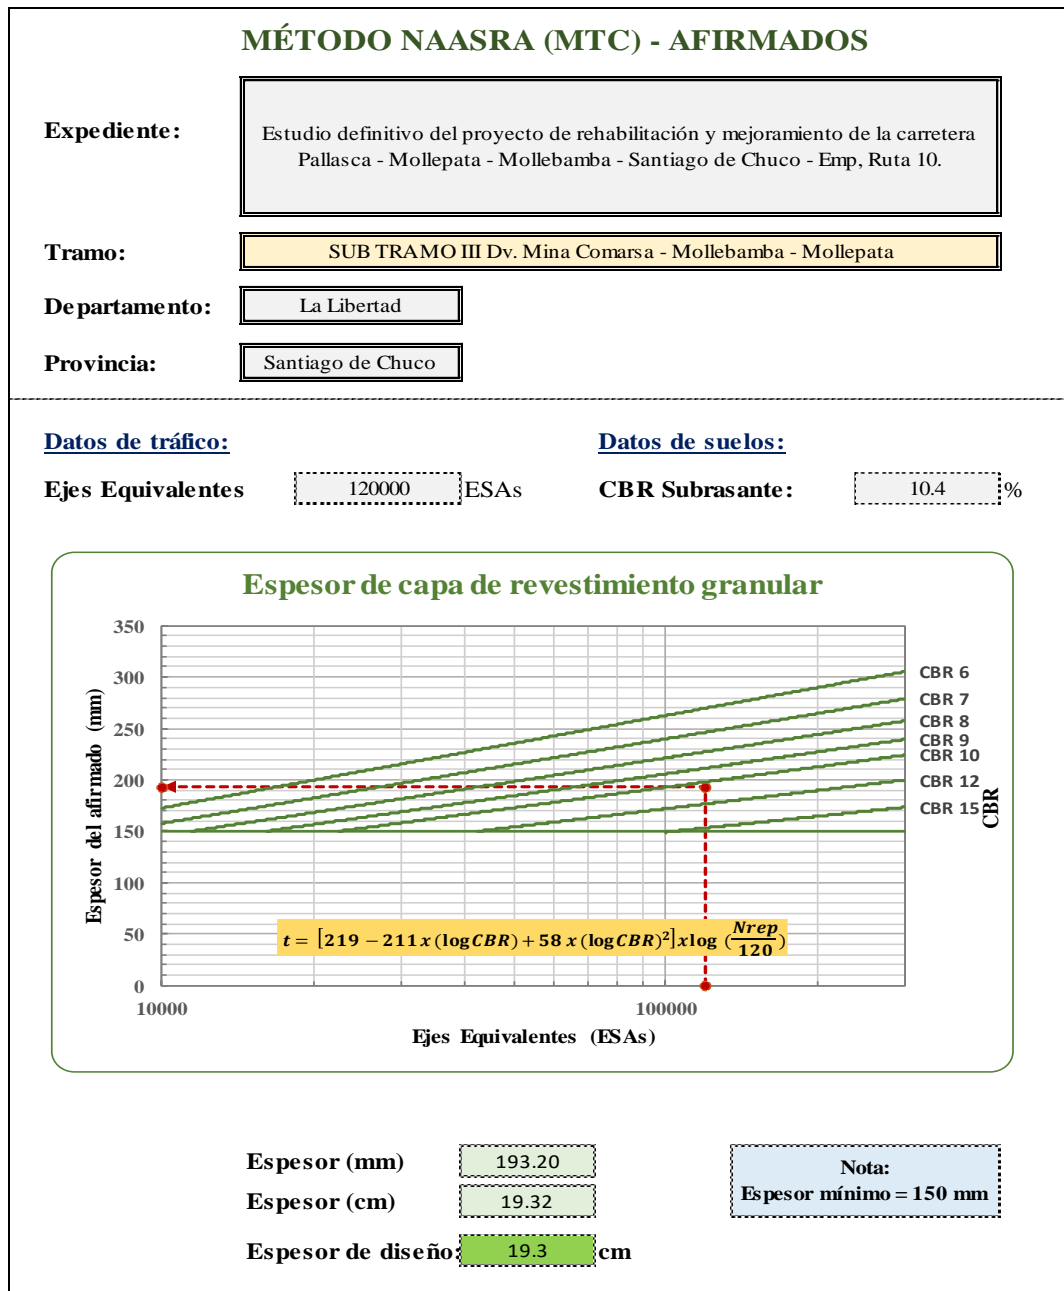 MÉTODO NAASRA (MTC) - AFIRMADOS
Expediente:
Estudio definitivo del proyecto de rehabilitación y mejoramiento de la carretera
Pallasca - Mollepata - Mollebamba - Santiago de Chuco - Emp, Ruta 10.
Tramo:
SUB TRAMO III Dv. Mina Comarsa - Mollebamba - Mollepata
Departamento:
La Libertad
Provincia:
Santiago de Chuco
Datos de tráfico:
Datos de suelos:
Ejes Equivalentes
120000
ESAs
CBR Subrasante:
10.4
%
Espesor de capa de revestimiento granular
Espesor del afirmado (mm)
350
300
250
200
150
100
50
0
CBR 6
CBR 7
CBR 8
CBR 9
CBR 10
CBR 12
CBR 15
CBR
t = [219 − 211 x (log CBR) + 58 x (log CBR)²] x log (Nrep/120)
10000
100000
Ejes Equivalentes (ESAs)
Espesor (mm)
193.20
Espesor (cm)
19.32
Espesor de diseño:
19.3
cm
Nota:
Espesor mínimo = 150 mm